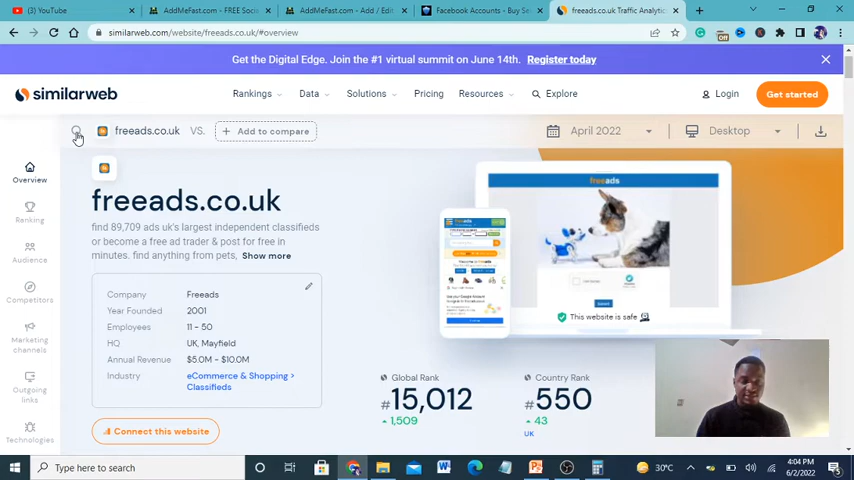 (3) YouTube
AddMeFast.com - FREE Soci
AddMeFast.com - Add / Edit
Facebook Accounts - Buy Se
freeads.co.uk Traffic Analytic
similarweb.com/website/freeads.co.uk/#overview
Off
Get the Digital Edge. Join the #1 virtual summit on June 14th. Register today
similarweb
Rankings
Data
Solutions
Pricing
Resources
Explore
Login
Get started
freeads.co.uk
VS.
+ Add to compare
April 2022
Desktop
Overview
Ranking
Audience
Competitors
Marketing
channels
Outgoing
links
Technologies
freeads.co.uk
find 89,709 ads uk's largest independent classifieds
or become a free ad trader & post for free in
minutes. find anything from pets, Show more
Company Freeads
Year Founded 2001
Employees 11 - 50
HQ UK, Mayfield
Annual Revenue $5.0M - $10.0M
Industry eCommerce & Shopping >
Classifieds
Connect this website
freeads
This website is safe
Global Rank
#15,012
1,509
Country Rank
#550
43
UK
Type here to search
30°C
4:04 PM
6/2/2022
5